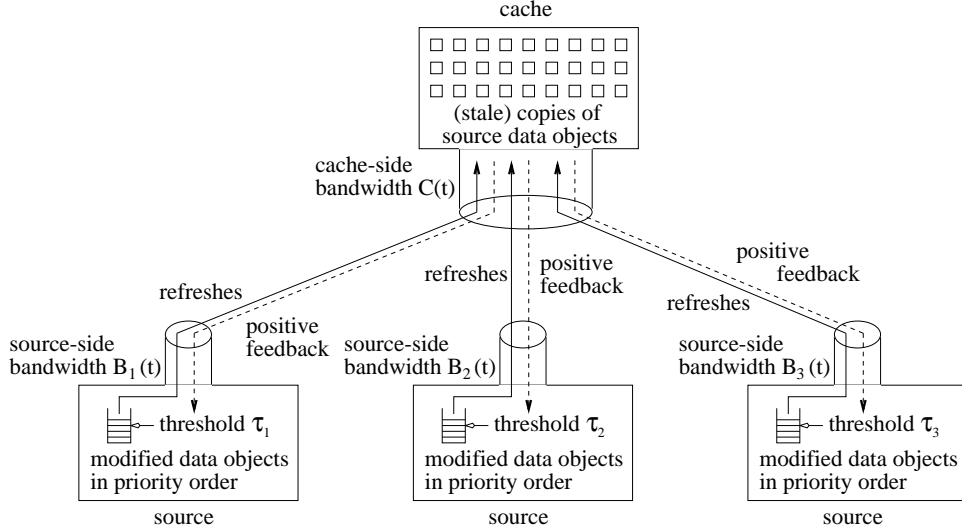 cache
(stale) copies of
source data objects
cache-side
bandwidth C(t)
refreshes
positive
feedback
refreshes
positive
feedback
positive
feedback
refreshes
source-side
bandwidth B1(t)
source-side
bandwidth B2(t)
source-side
bandwidth B3(t)
threshold τ1
modified data objects
in priority order
threshold τ2
modified data objects
in priority order
threshold τ3
modified data objects
in priority order
source
source
source